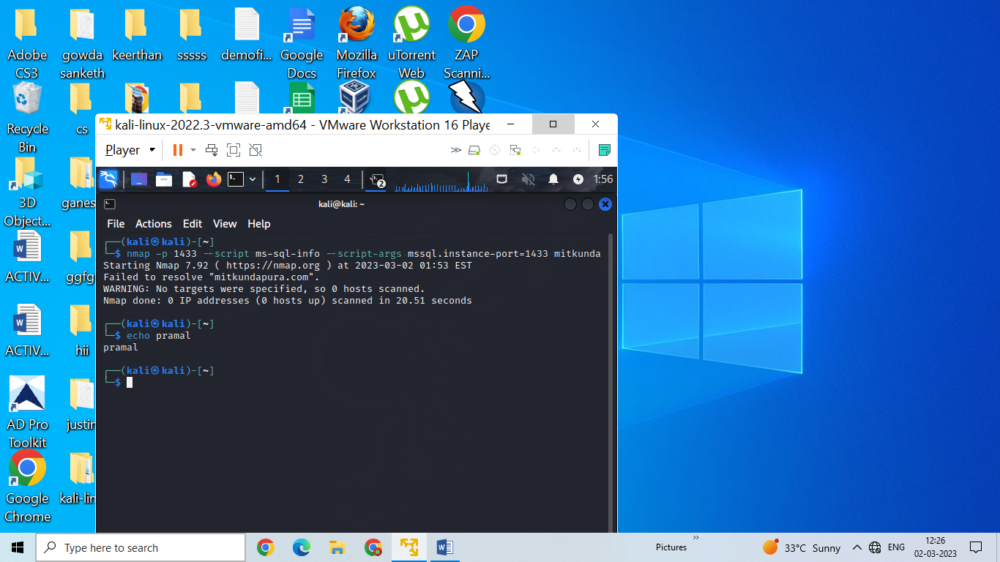 Adobe CS3
gowda sanketh
keerthan
sssss
demofi...
Google Docs
Mozilla Firefox
uTorrent Web
ZAP Scanni...
Recycle Bin
cs
3D Object...
ganes
ACTIV...
ggfg
ACTIV...
hii
AD Pro Toolkit
justin
Google Chrome
kali-lin
kali-linux-2022.3-vmware-amd64 - VMware Workstation 16 Playe
Player
1 2 3 4
2
1:56
kali@kali: ~
File Actions Edit View Help
┌──(kali㉿kali)-[~]
└─$ nmap -p 1433 --script ms-sql-info --script-args mssql.instance-port=1433 mitkunda
Starting Nmap 7.92 ( https://nmap.org ) at 2023-03-02 01:53 EST
Failed to resolve "mitkundapura.com".
WARNING: No targets were specified, so 0 hosts scanned.
Nmap done: 0 IP addresses (0 hosts up) scanned in 20.51 seconds
┌──(kali㉿kali)-[~]
└─$ echo pramal
pramal
┌──(kali㉿kali)-[~]
└─$
Type here to search
Pictures
33°C Sunny
ENG
12:26
02-03-2023